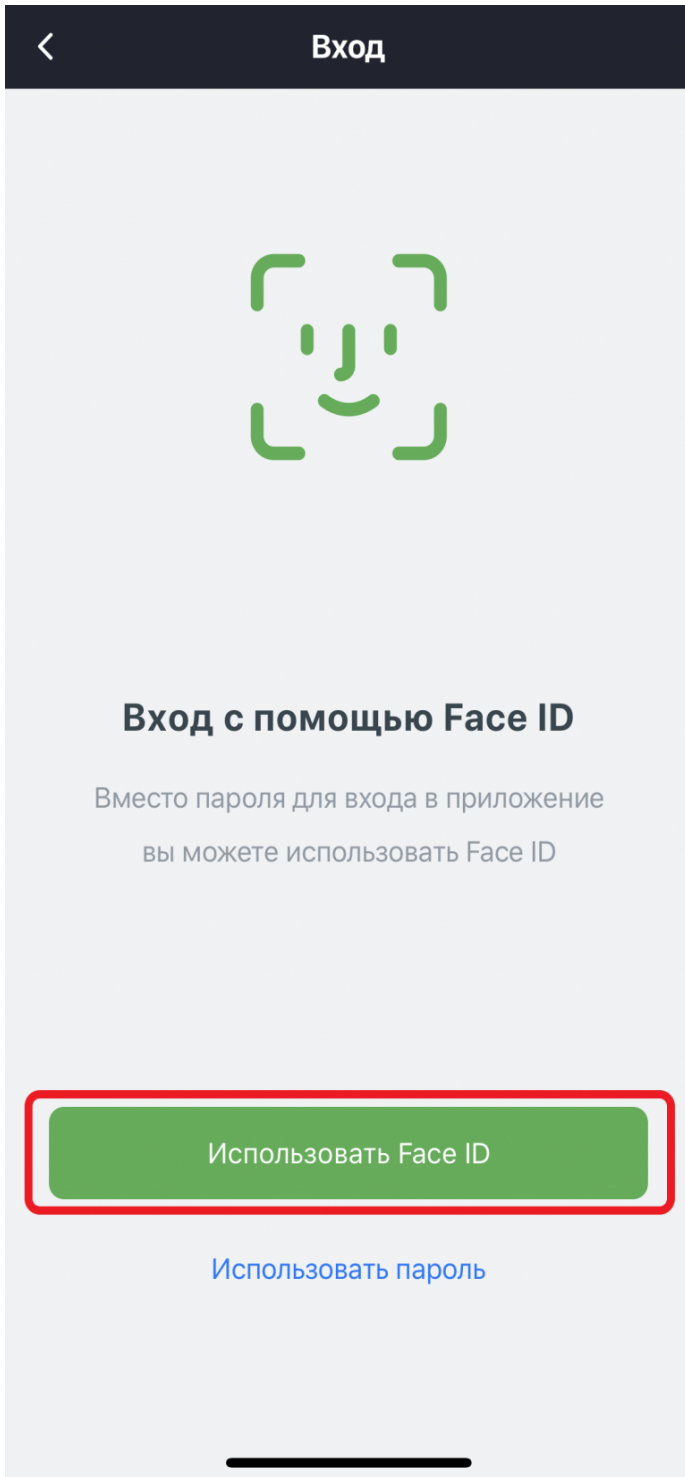 Вход
Вход с помощью Face ID
Вместо пароля для входа в приложение
вы можете использовать Face ID
Использовать Face ID
Использовать пароль